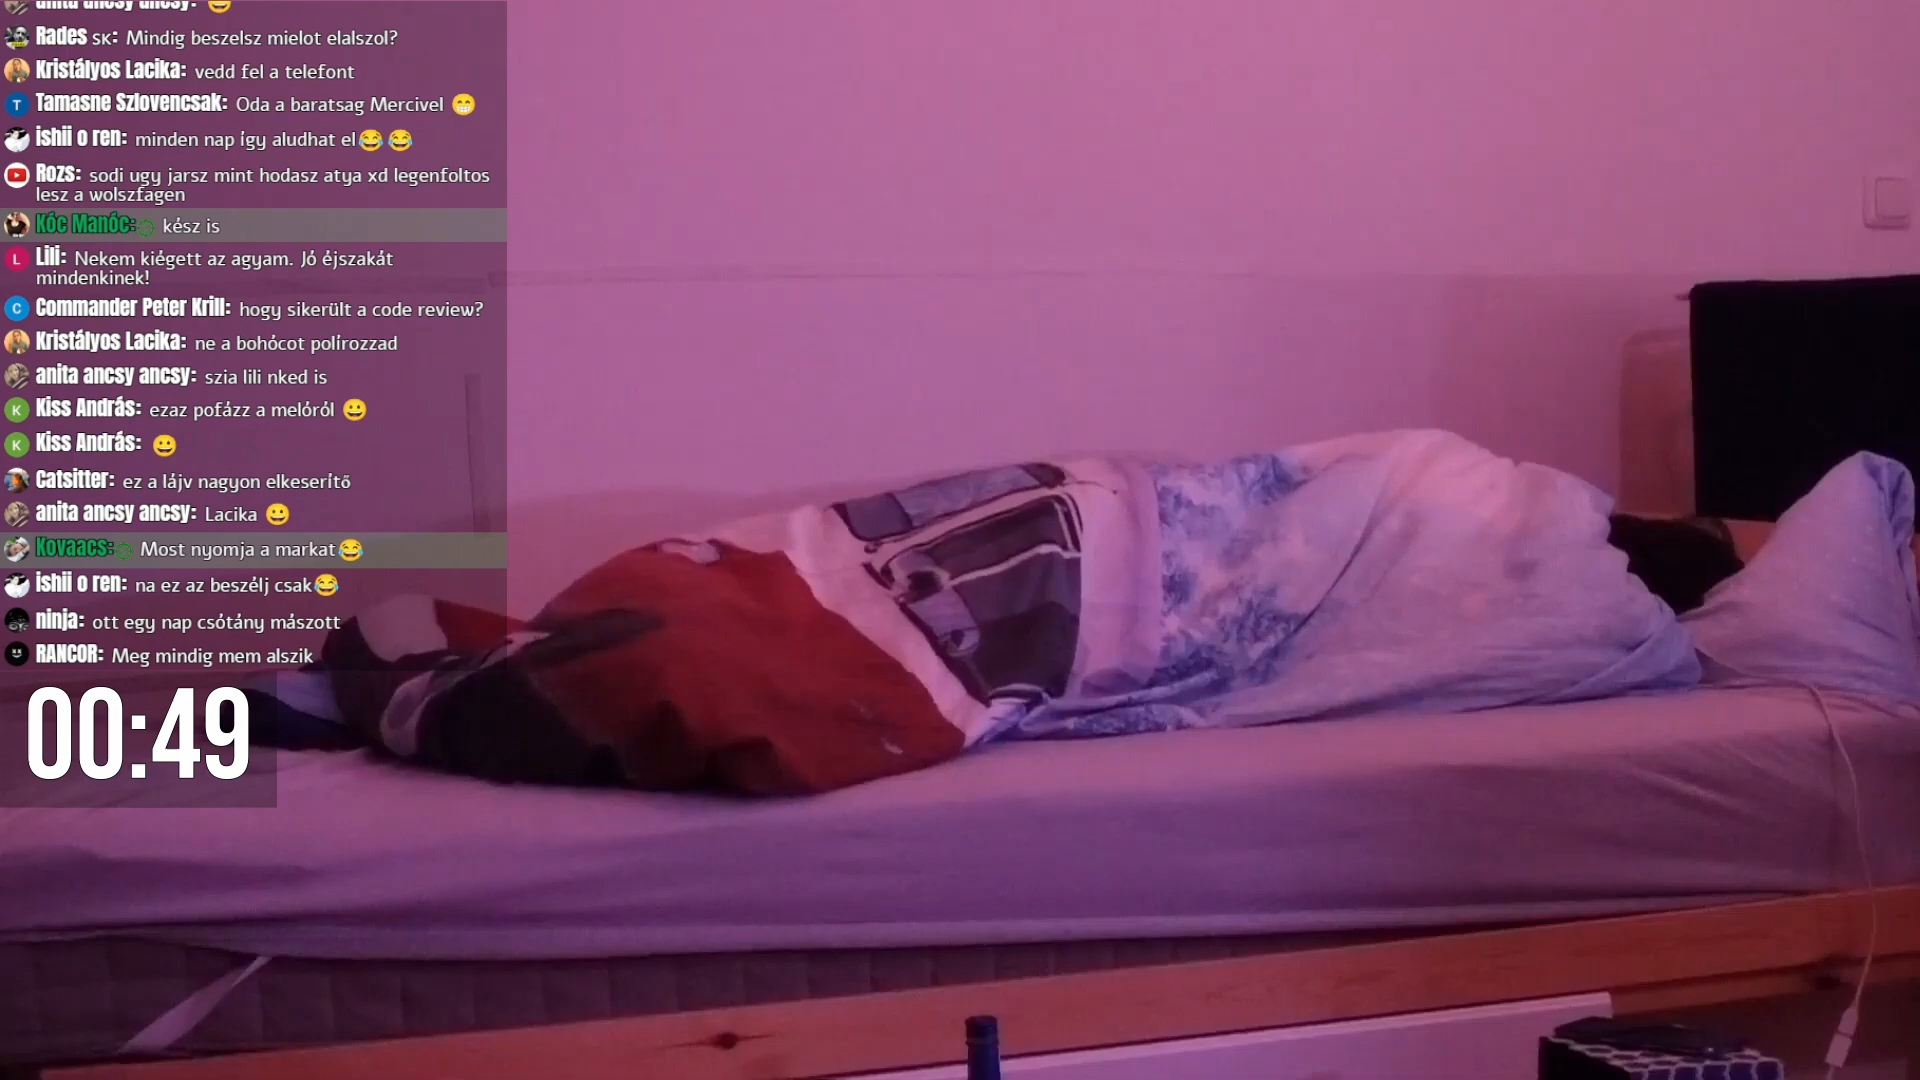 anita ancsy ancsy: 😀
Rades SK: Mindig beszelsz mielot elalszol?
Kristályos Lacika: vedd fel a telefont
T Tamasne Szlovencsak: Oda a baratsag Mercivel 😁
ishii o ren: minden nap így aludhat el😂 😂
Rozs: sodi ugy jarsz mint hodasz atya xd legenfoltos
lesz a wolszfagen
Kóc Manóc: kész is
L Lili: Nekem kiégett az agyam. Jó éjszakát
mindenkinek!
C Commander Peter Krill: hogy sikerült a code review?
Kristályos Lacika: ne a bohócot polírozzad
anita ancsy ancsy: szia lili nked is
K Kiss András: ezaz pofázz a melóról 😀
K Kiss András: 😀
Catsitter: ez a lájv nagyon elkeserítő
anita ancsy ancsy: Lacika 😀
Kovaacs: Most nyomja a markat😂
ishii o ren: na ez az beszélj csak😂
ninja: ott egy nap csótány mászott
RANCOR: Meg mindig mem alszik
00:49